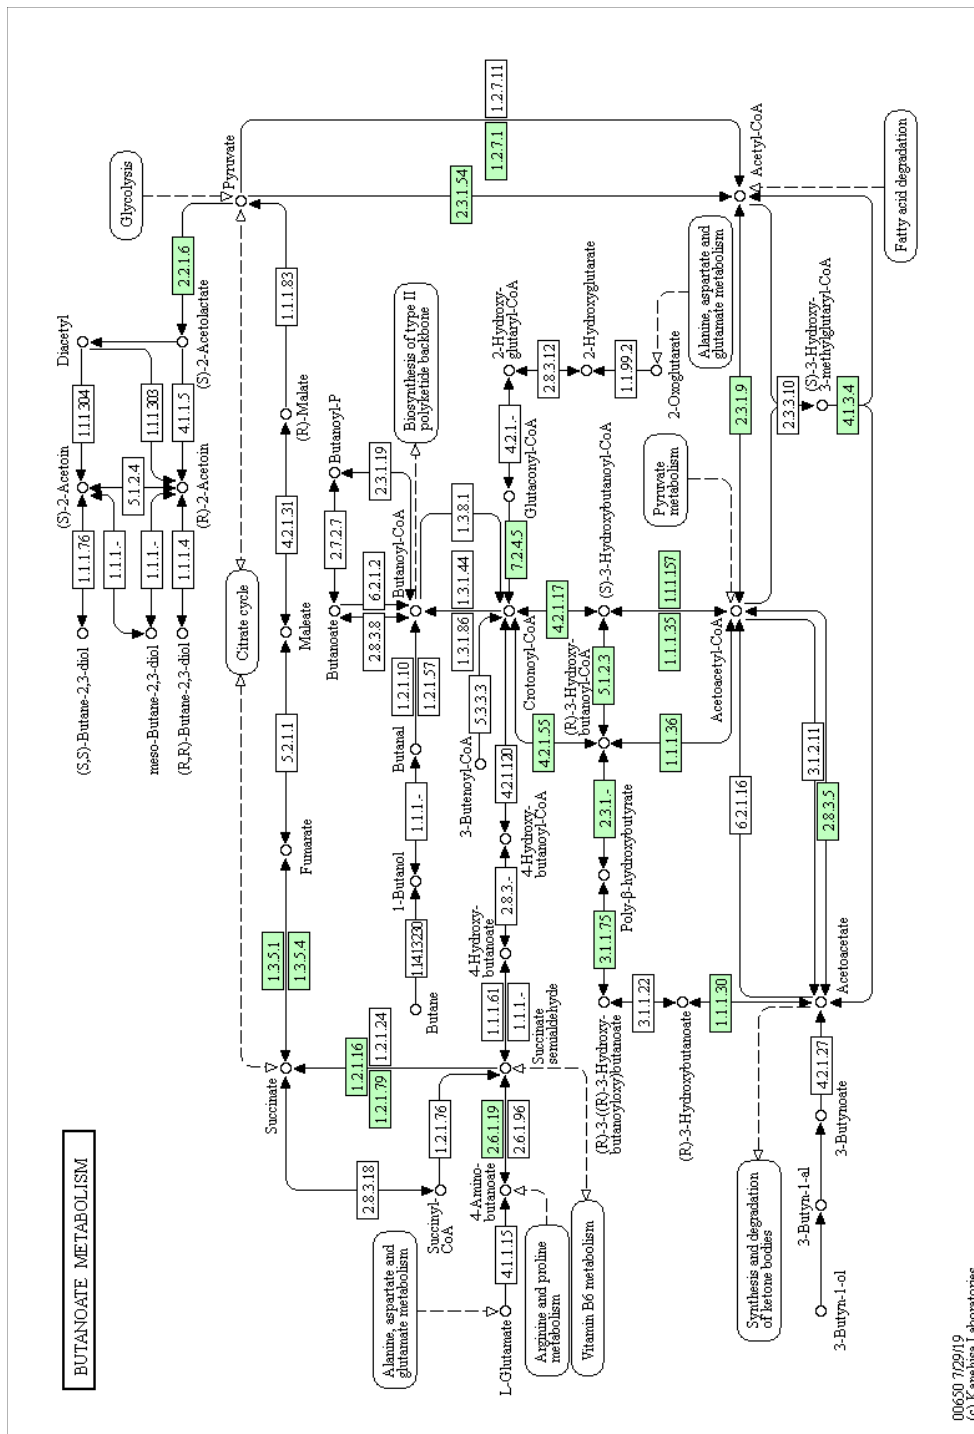 BUTANOATE METABOLISM
Alanine, aspartate and
glutamate metabolism
L-Glutamate
4.1.1.15
Arginine and proline
metabolism
Vitamin B6 metabolism
Synthesis and degradation
of ketone bodies
3-Butyn-1-ol
3-Butyn-1-al
3-Butynoate
4.2.1.27
Succinate
2.8.3.18
Succinyl-
CoA
1.2.1.76
4-Amino-
butanoate
2.6.1.19
2.6.1.96
1.2.1.16
1.2.1.24
1.2.1.79
Succinate
semialdehyde
1.1.1.61
1.1.1.-
4-Hydroxy-
butanoate
2.8.3.-
4-Hydroxy-
butanoyl-CoA
4.2.1.120
(R)-3-((R)-3-Hydroxy-
butanoyloxy)butanoate
3.1.1.22
(R)-3-Hydroxybutanoate
1.1.1.30
Acetoacetate
3.1.1.75
Poly-β-hydroxybutyrate
2.3.1.-
1.3.5.1
1.3.5.4
Fumarate
5.2.1.1
Maleate
4.2.1.31
(R)-Malate
1.1.1.83
Citrate cycle
Butane
1.14.13.230
1-Butanol
1.1.1.-
Butanal
1.2.1.10
1.2.1.57
3-Butenoyl-CoA
5.3.3.3
Butanoate
6.2.1.2
2.8.3.8
2.7.2.7
Butanoyl-P
2.3.1.19
Butanoyl-CoA
Biosynthesis of type II
polyketide backbone
1.3.1.44
1.3.1.86
1.3.8.1
Crotonoyl-CoA
7.2.4.5
Glutaconyl-CoA
4.2.1.-
2-Hydroxy-
glutaryl-CoA
2.8.3.12
2-Hydroxyglutarate
1.1.99.2
2-Oxoglutarate
Alanine, aspartate and
glutamate metabolism
4.2.1.17
4.2.1.55
(R)-3-Hydroxy-
butanoyl-CoA
5.1.2.3
(S)-3-Hydroxybutanoyl-CoA
1.1.1.36
1.1.1.35
1.1.1.157
Acetoacetyl-CoA
Pyruvate
metabolism
6.2.1.16
3.1.2.11
2.8.3.5
2.3.1.9
2.3.3.10
(S)-3-Hydroxy-
3-methylglutaryl-CoA
4.1.3.4
(S,S)-Butane-2,3-diol
meso-Butane-2,3-diol
(R,R)-Butane-2,3-diol
1.1.1.76
1.1.1.-
1.1.1.-
1.1.1.4
(S)-2-Acetoin
5.1.2.4
(R)-2-Acetoin
1.1.1.304
1.1.1.303
4.1.1.5
Diacetyl
(S)-2-Acetolactate
2.2.1.6
Glycolysis
Pyruvate
2.3.1.54
1.2.7.11
1.2.7.1
Acetyl-CoA
Fatty acid degradation
00650 7/29/19
(c) Kanehisa Laboratories